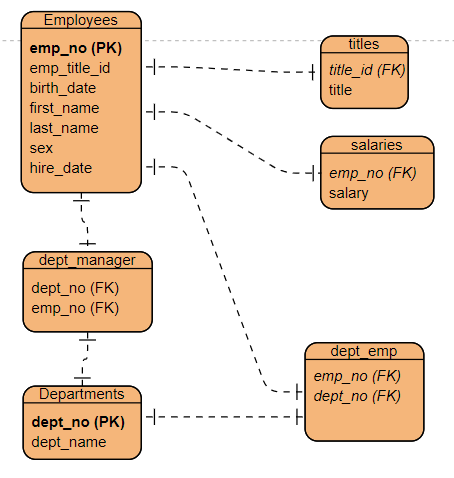 Employees
emp_no (PK)
emp_title_id
birth_date
first_name
last_name
sex
hire_date
titles
title_id (FK)
title
salaries
emp_no (FK)
salary
dept_manager
dept_no (FK)
emp_no (FK)
dept_emp
emp_no (FK)
dept_no (FK)
Departments
dept_no (PK)
dept_name